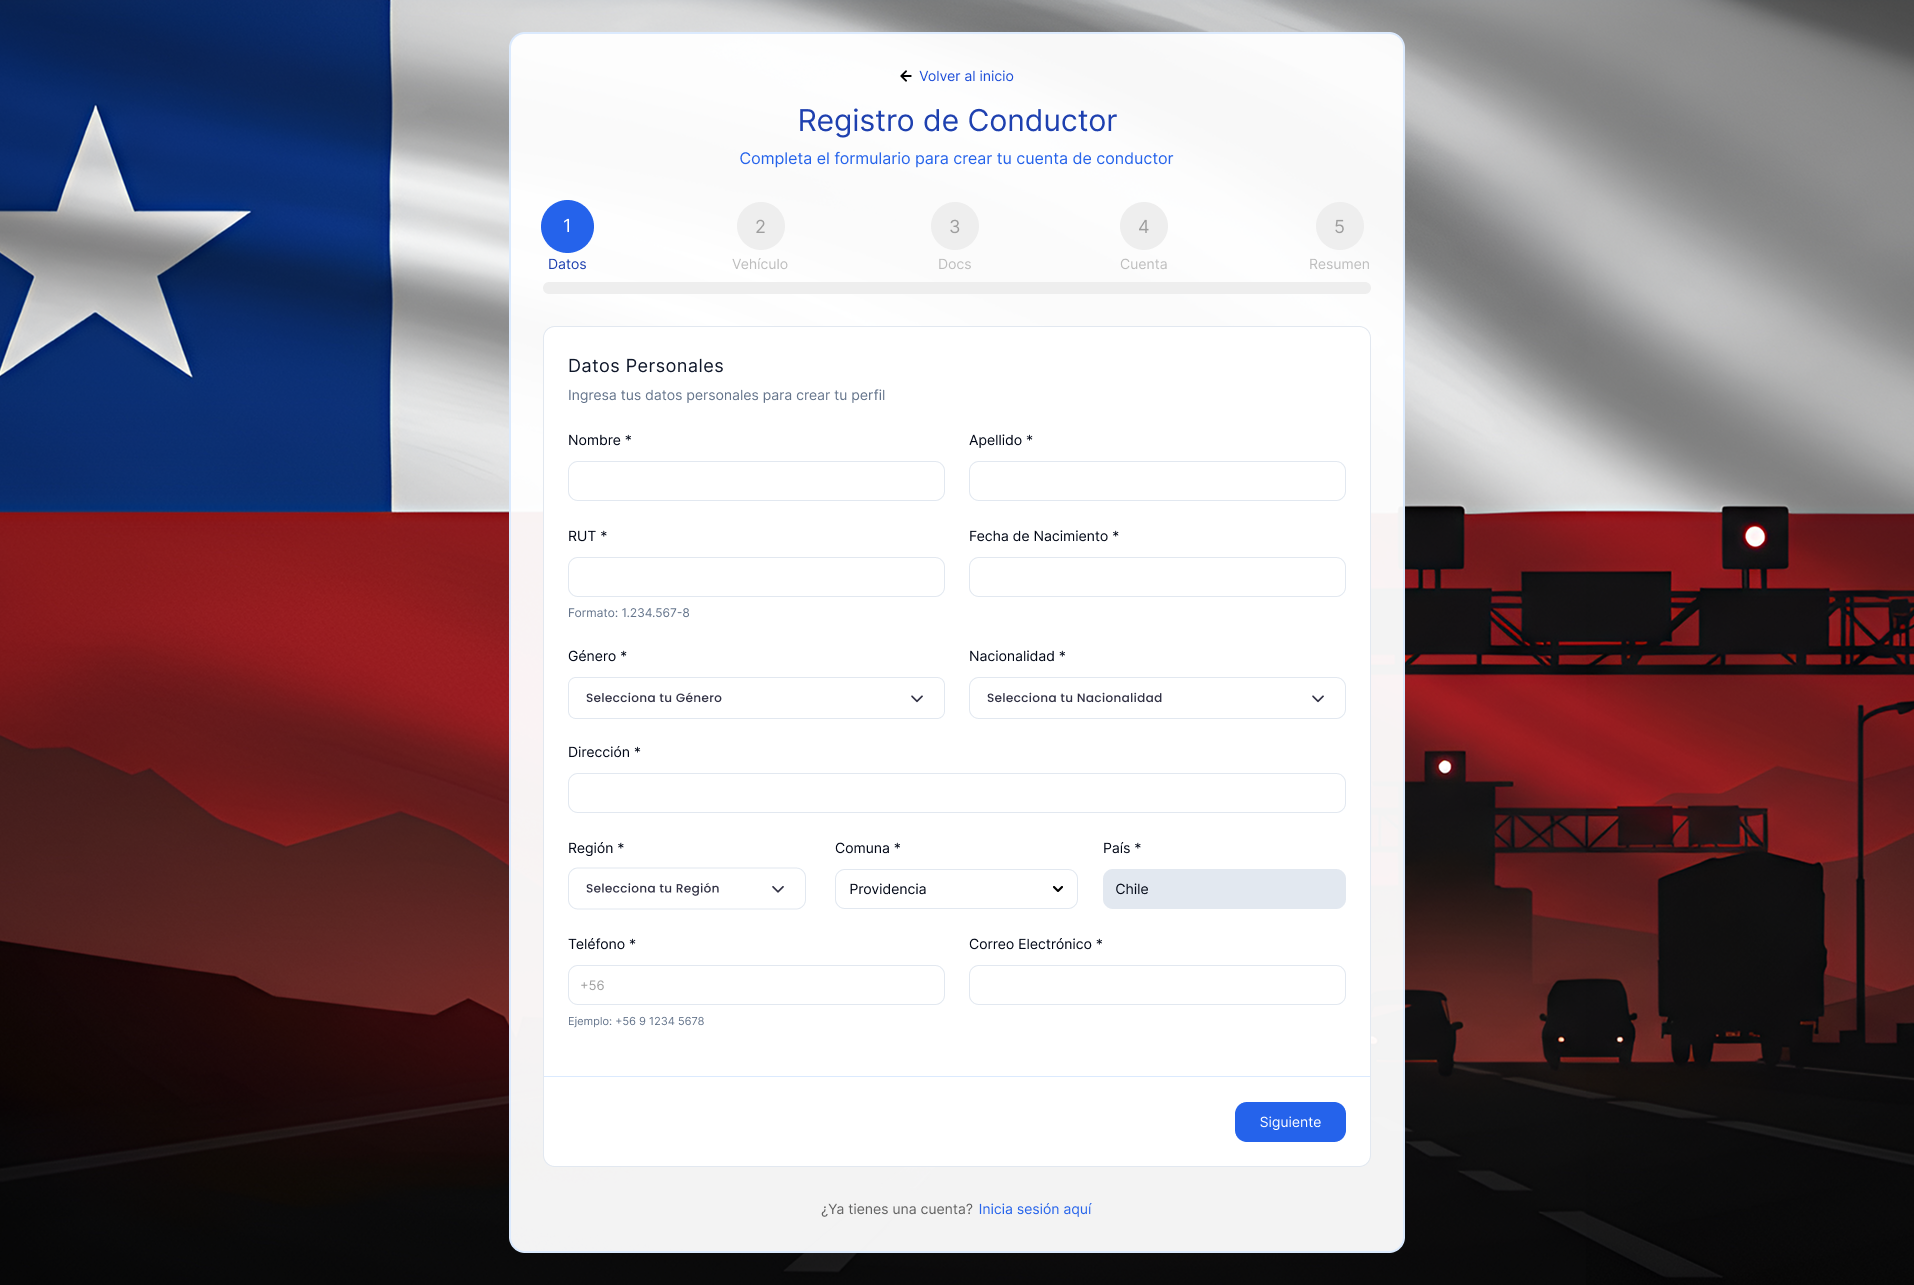 ← Volver al inicio
Registro de Conductor
Completa el formulario para crear tu cuenta de conductor
1 2 3 4 5
Datos Vehículo Docs Cuenta Resumen
Datos Personales
Ingresa tus datos personales para crear tu perfil
Nombre * Apellido *
RUT * Fecha de Nacimiento *
Formato: 1.234.567-8
Género * Nacionalidad *
Selecciona tu Género Selecciona tu Nacionalidad
Dirección *
Región * Comuna * País *
Selecciona tu Región Providencia Chile
Teléfono * Correo Electrónico *
+56
Ejemplo: +56 9 1234 5678
Siguiente
¿Ya tienes una cuenta? Inicia sesión aquí